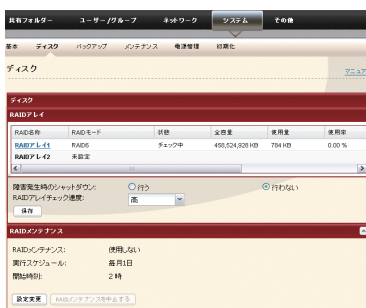 共有フォルダー ユーザー/グループ ネットワーク システム その他
基本 ディスク バックアップ メンテナンス 電源管理 初期化
ディスク
マニュア
ディスク
RAIDアレイ
RAID名称 RAIDモード 状態 全容量 使用量 使用率
RAIDアレイ1 RAID6 チェック中 458,524,928 KB 784 KB 0.00 %
RAIDアレイ2 未設定
障害発生時のシャットダウン: 行う 行わない
RAIDアレイチェック速度: 高
保存
RAIDメンテナンス
RAIDメンテナンス: 使用しない
実行スケジュール: 毎月1日
開始時刻: 2 時
設定変更 RAIDメンテナンスを中止する